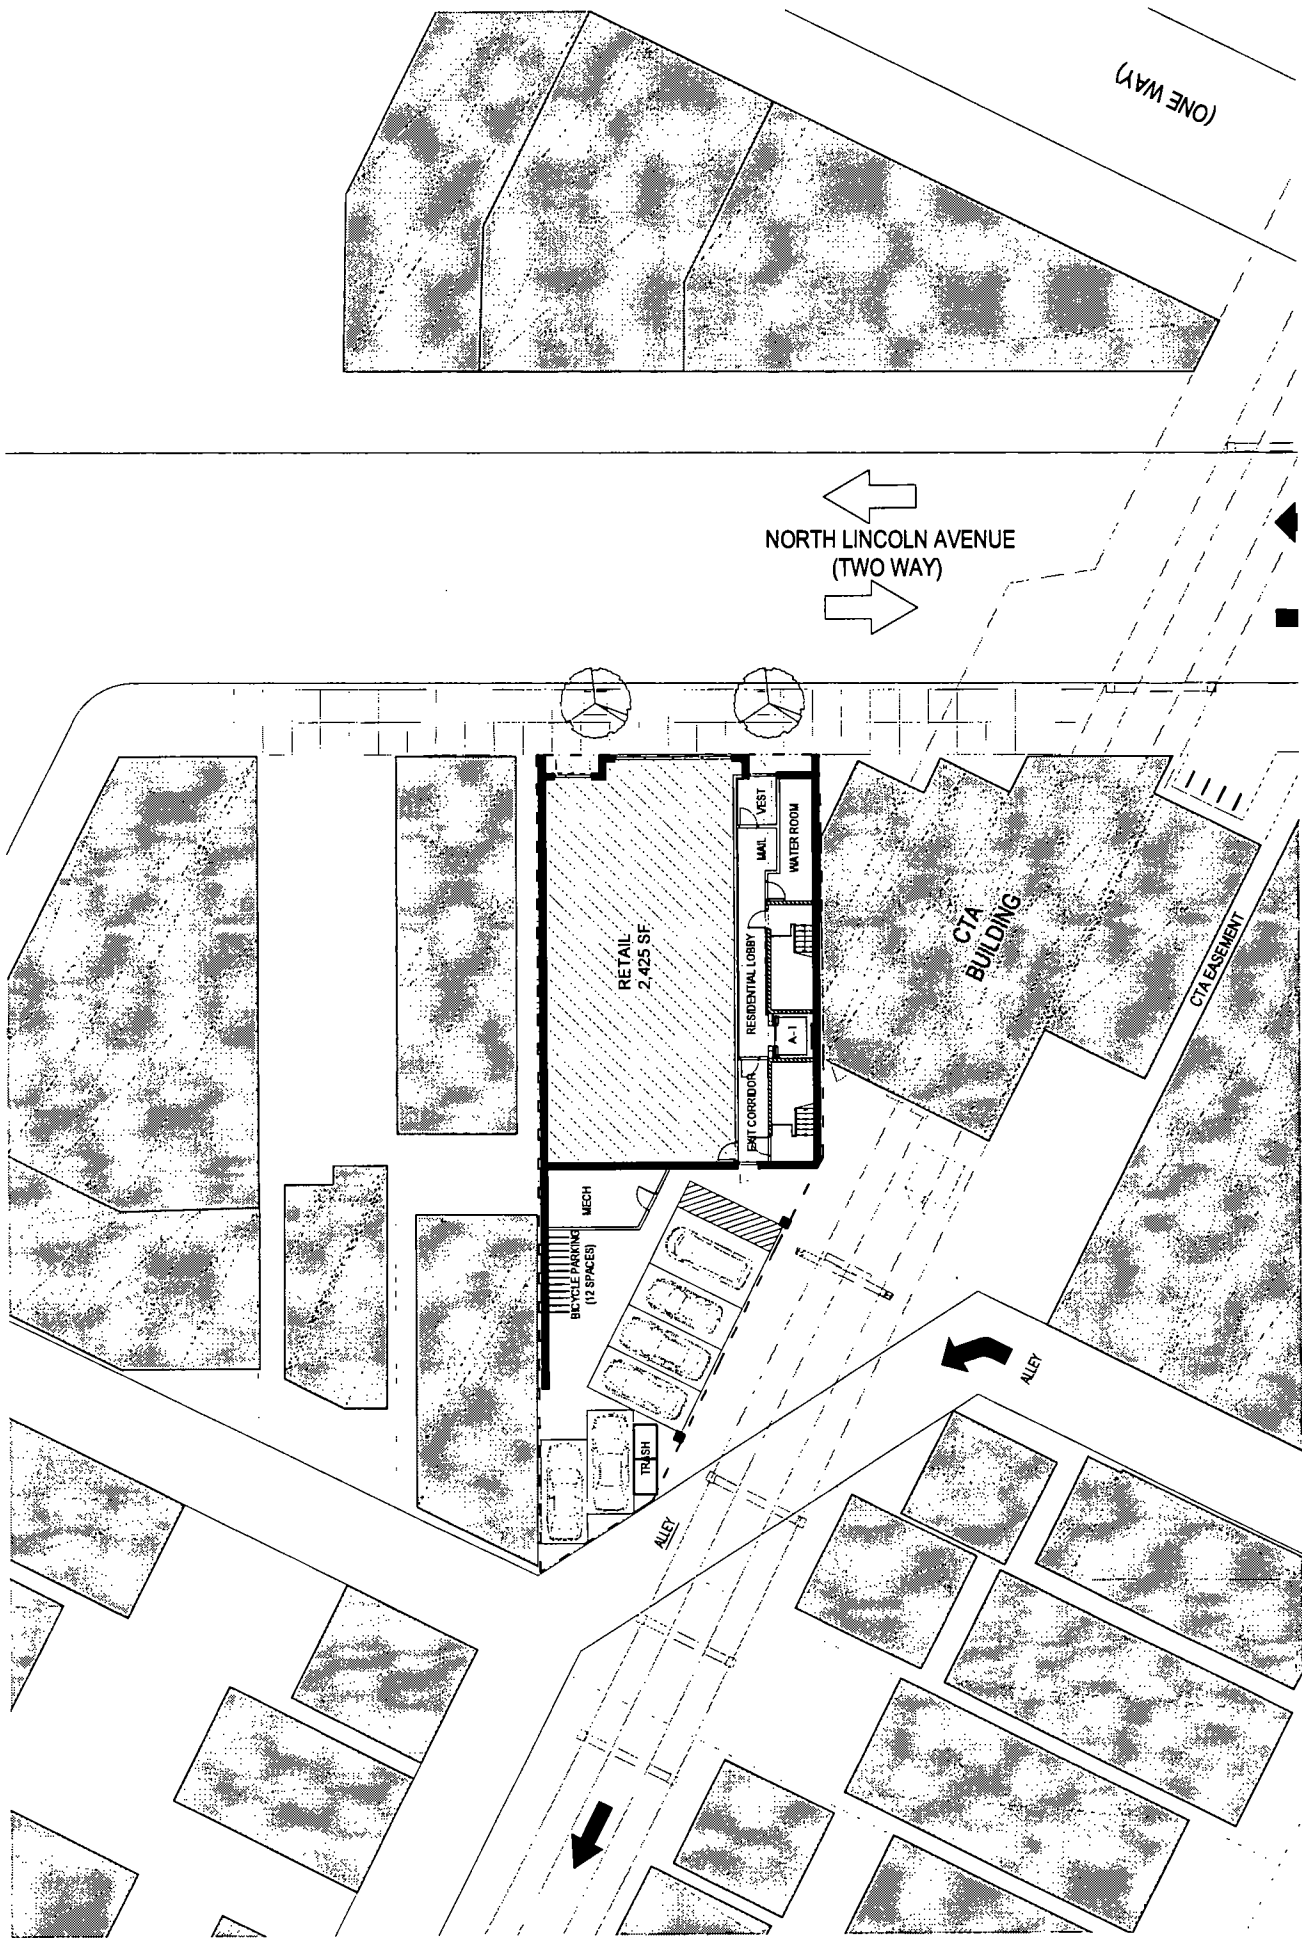 (ONE WAY)
NORTH LINCOLN AVENUE
(TWO WAY)
RETAIL
2,425 SF
VEST
MAIL
WATER ROOM
RESIDENTIAL LOBBY
A-1
EXIT CORRIDOR
CTA
BUILDING
CTA EASEMENT
MECH
BICYCLE PARKING
(12 SPACES)
TRASH
ALLEY
ALLEY